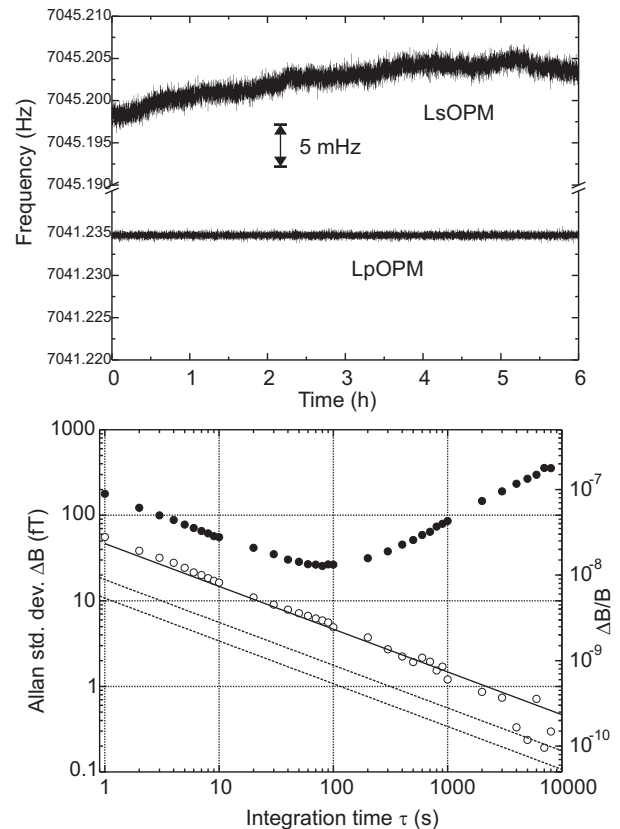 7045.205
7045.200
7045.195
7045.190
7041.235
7041.230
7041.225
7041.220
Frequency (Hz)
LsOPM
5 mHz
LpOPM
0 1 2 3 4 5 6
Time (h)
1000
100
10
1
0.1
Allan std. dev. ΔB (fT)
10⁻⁷
10⁻⁸
10⁻⁹
10⁻¹⁰
ΔB/B
1 10 100 1000 10000
Integration time τ (s)